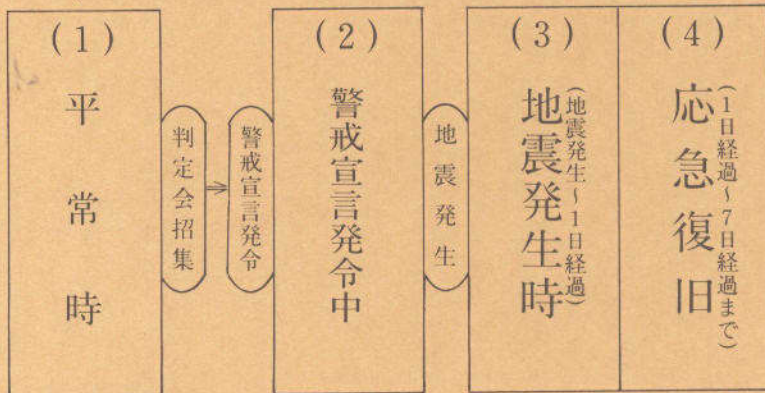 (1)
平常時
判定会招集
→
警戒宣言発令
(2)
警戒宣言発令中
地震発生
(3)
地震発生時
(地震発生~1日経過)
(4)
応急復旧
(1日経過~7日経過まで)